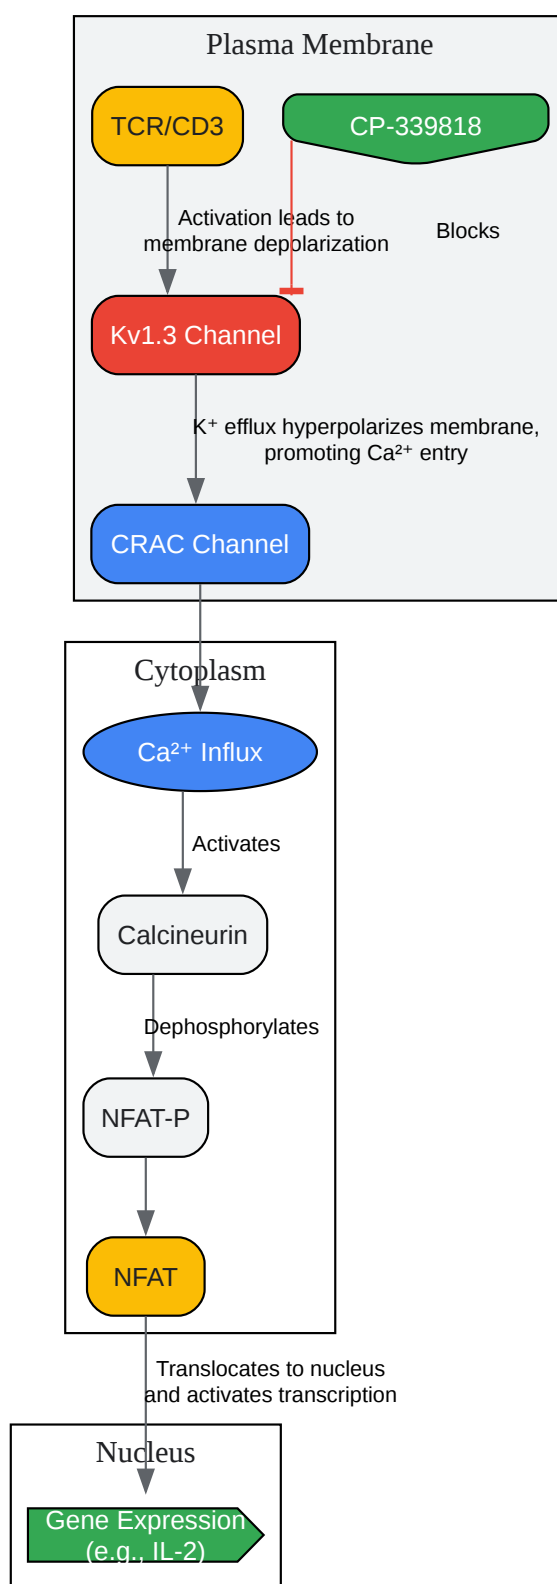 Plasma Membrane
TCR/CD3
CP-339818
Activation leads to
membrane depolarization
Blocks
Kv1.3 Channel
K⁺ efflux hyperpolarizes membrane,
promoting Ca²⁺ entry
CRAC Channel
Cytoplasm
Ca²⁺ Influx
Activates
Calcineurin
Dephosphorylates
NFAT-P
NFAT
Translocates to nucleus
and activates transcription
Nucleus
Gene Expression
(e.g., IL-2)